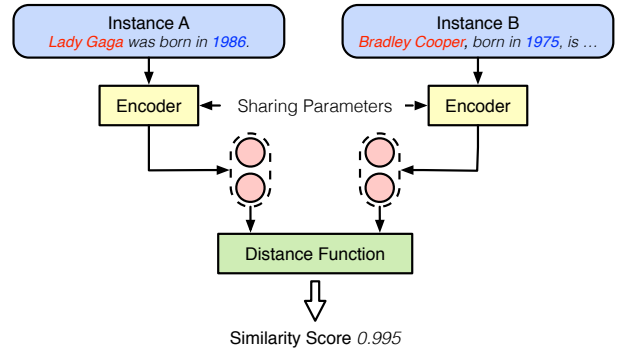 Instance A
Lady Gaga was born in 1986.
Instance B
Bradley Cooper, born in 1975, is ...
Encoder
Sharing Parameters
Encoder
Distance Function
Similarity Score 0.995